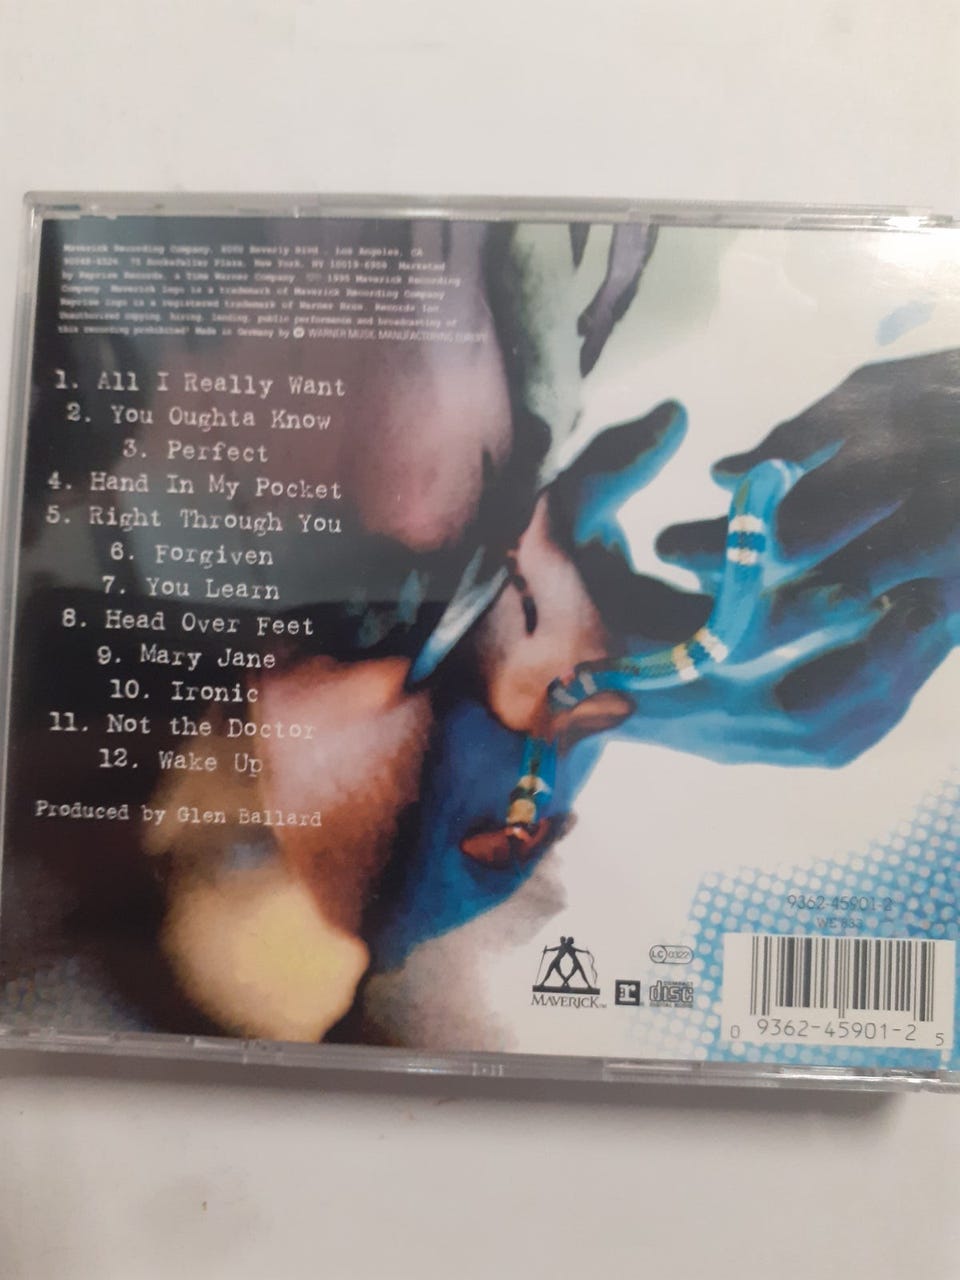 Maverick Recording Company. 8000 Beverly Blvd., Los Angeles, CA
90048-4524. 75 Rockefeller Plaza, New York, NY 10019-6908. Marketed
by Reprise Records, a Time Warner Company. ℗© 1995 Maverick Recording
Company. Maverick logo is a trademark of Maverick Recording Company
Reprise logo is a registered trademark of Warner Bros. Records Inc.
Unauthorized copying, hiring, lending, public performance and broadcasting of
this recording prohibited! Made in Germany by WARNER MUSIC MANUFACTURING EUROPE
1. All I Really Want
2. You Oughta Know
3. Perfect
4. Hand In My Pocket
5. Right Through You
6. Forgiven
7. You Learn
8. Head Over Feet
9. Mary Jane
10. Ironic
11. Not the Doctor
12. Wake Up
Produced by Glen Ballard
9362-45901-2
MAVERICK™
r
LC 0322
COMPACT
disc
DIGITAL AUDIO
0 9362-45901-2 5